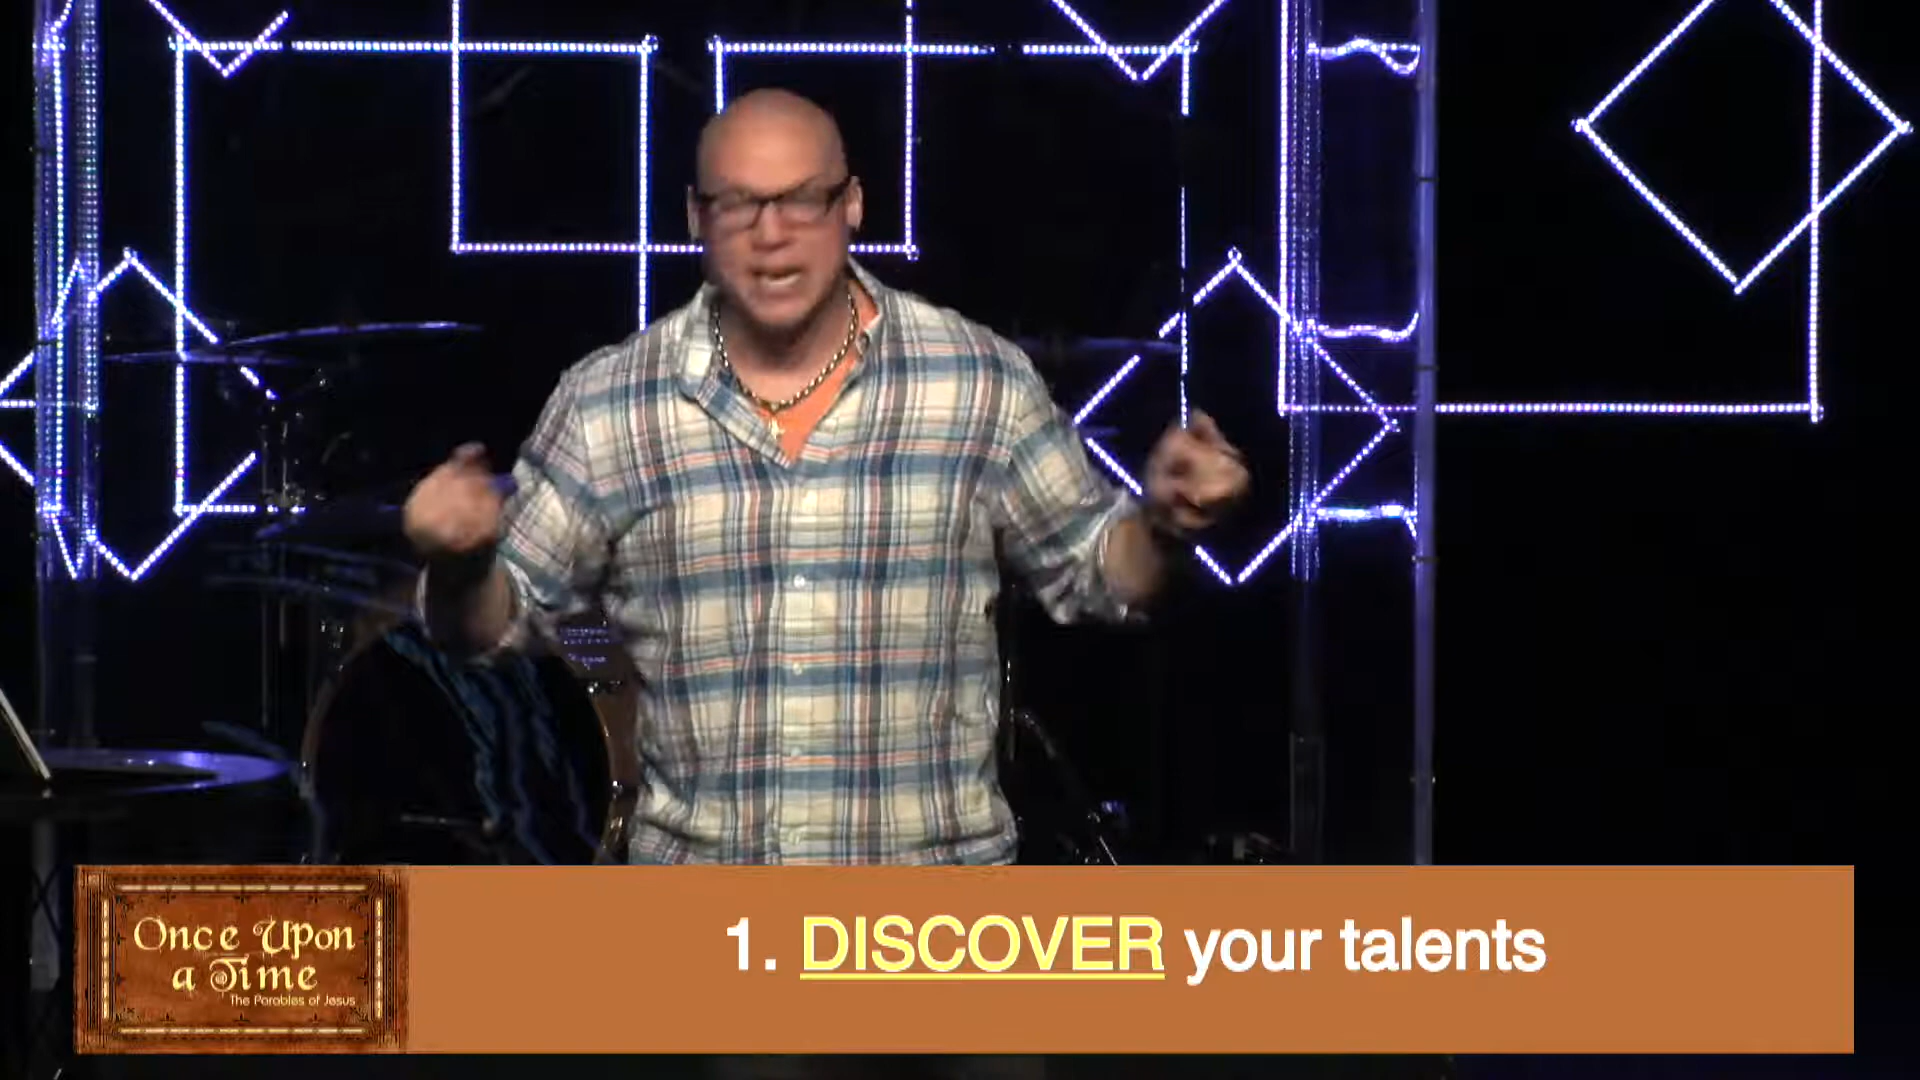 Once Upon
a Time
The Parables of Jesus
1. DISCOVER your talents